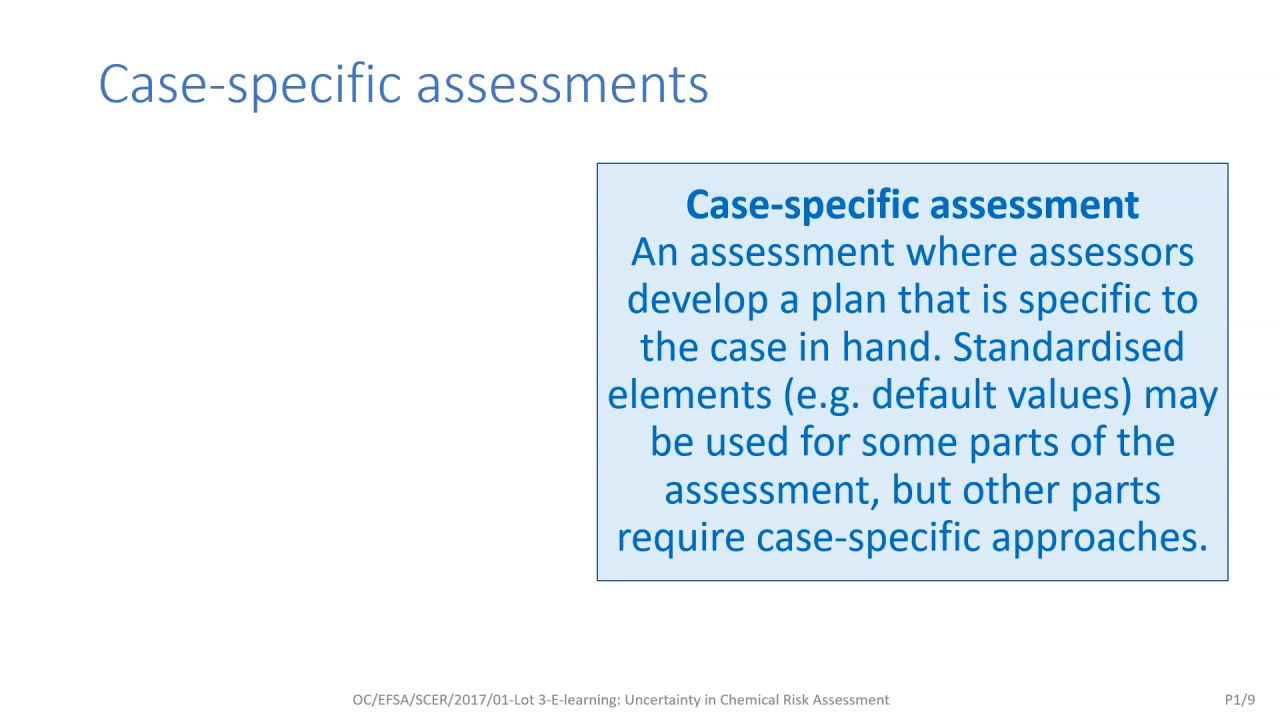 Case-specific assessments
Case-specific assessment
An assessment where assessors
develop a plan that is specific to
the case in hand. Standardised
elements (e.g. default values) may
be used for some parts of the
assessment, but other parts
require case-specific approaches.
OC/EFSA/SCER/2017/01-Lot 3-E-learning: Uncertainty in Chemical Risk Assessment
P1/9